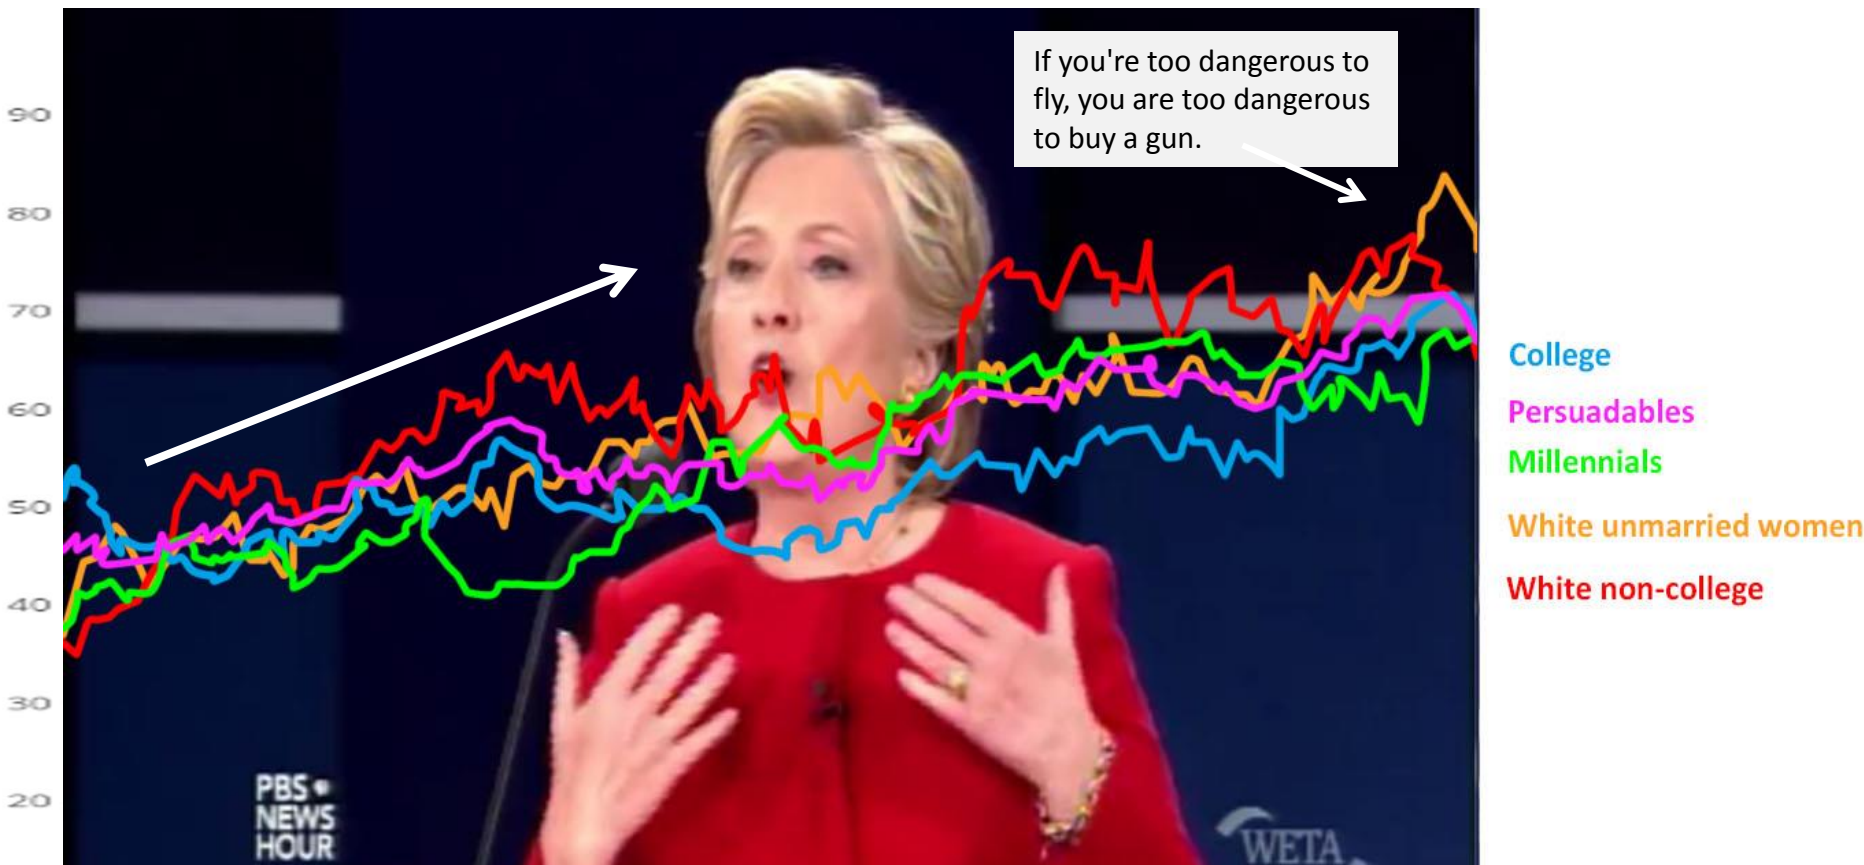 If you're too dangerous to
fly, you are too dangerous
to buy a gun.
90
80
70
60
50
40
30
20
College
Persuadables
Millennials
White unmarried women
White non-college
PBS
NEWS
HOUR
WETA